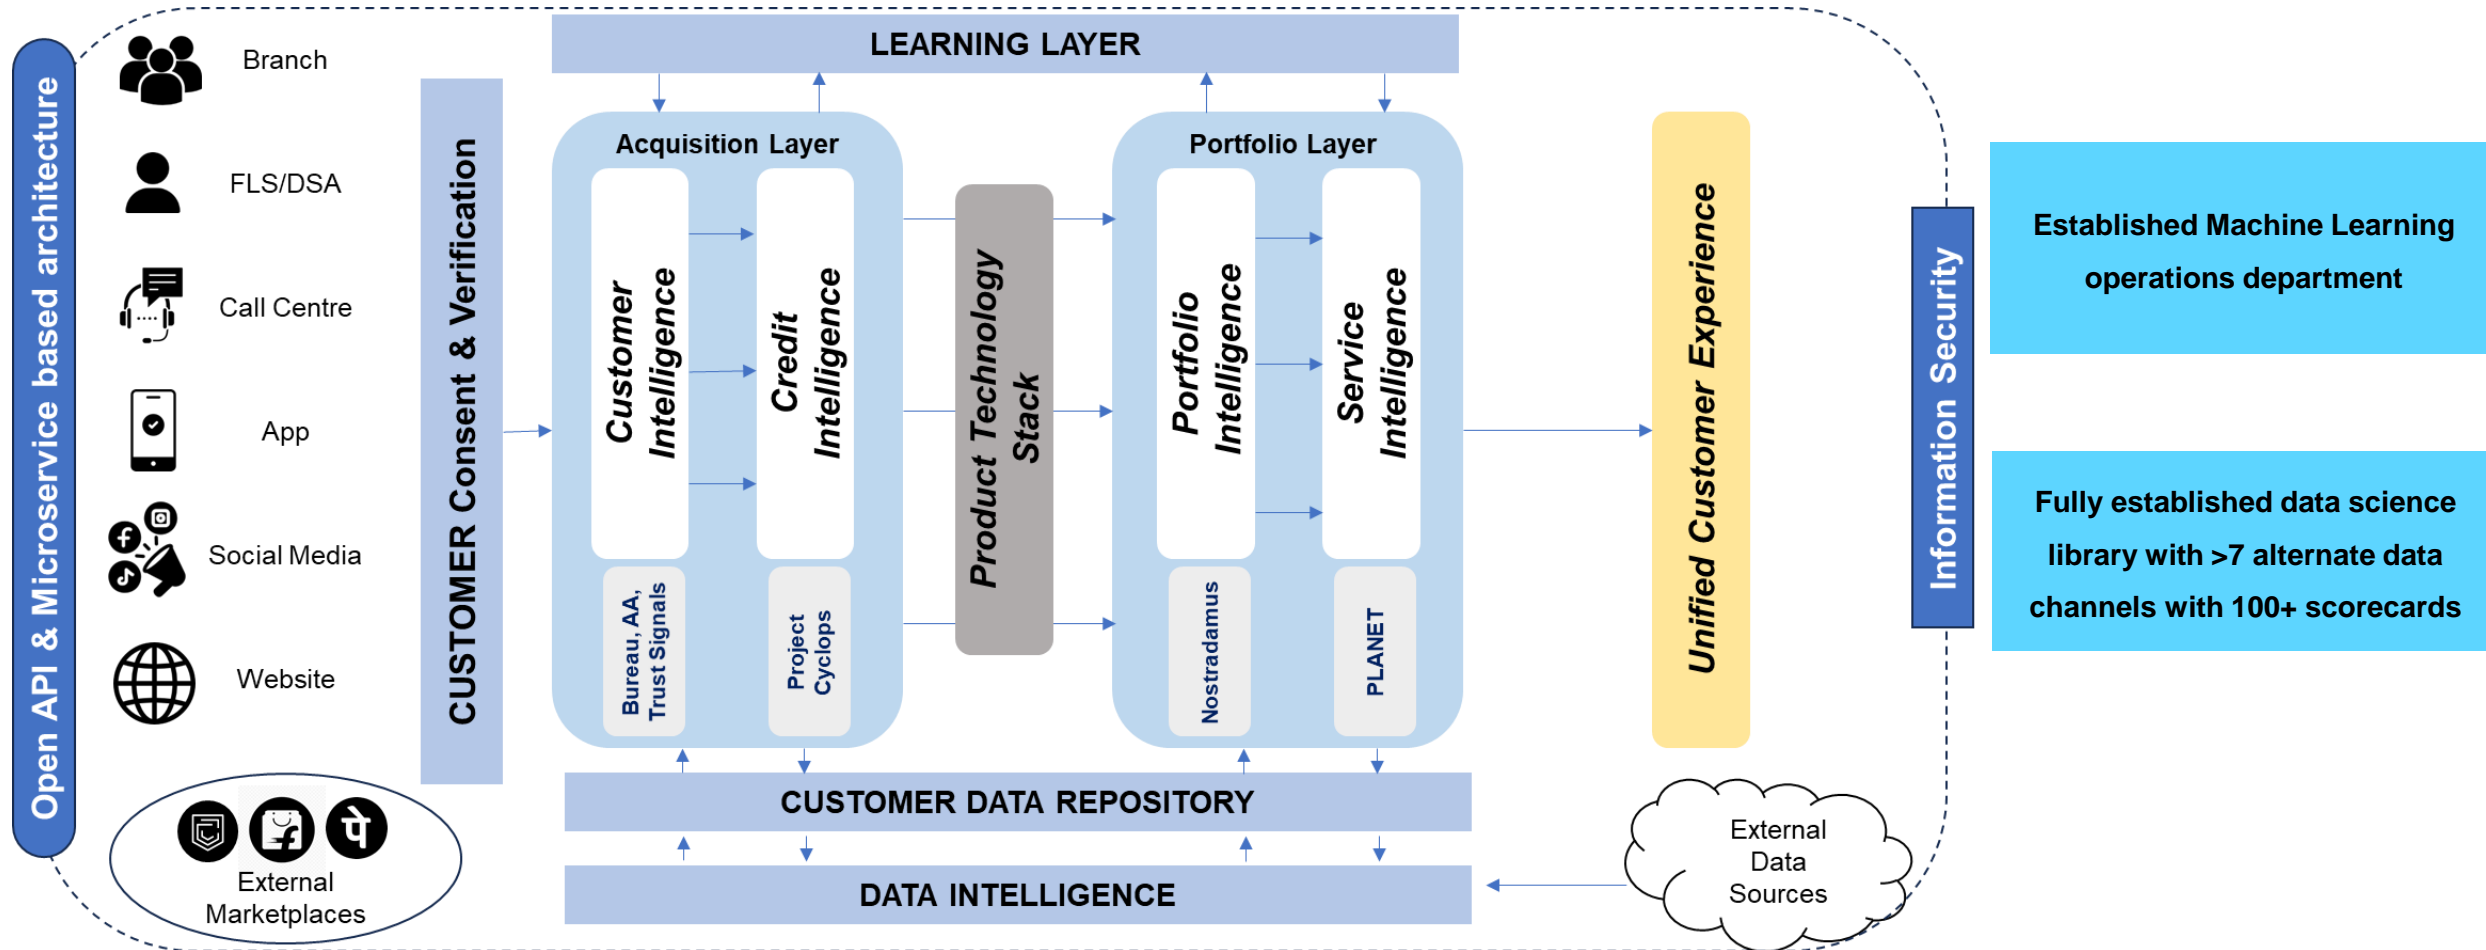 Open API & Microservice based architecture
Branch
FLS/DSA
Call Centre
App
Social Media
Website
External
Marketplaces
पे
CUSTOMER Consent & Verification
LEARNING LAYER
Acquisition Layer
Customer
Intelligence
Credit
Intelligence
Bureau, AA,
Trust Signals
Project
Cyclops
Product Technology
Stack
Portfolio Layer
Portfolio
Intelligence
Service
Intelligence
Nostradamus
PLANET
CUSTOMER DATA REPOSITORY
DATA INTELLIGENCE
Unified Customer Experience
External
Data
Sources
Information Security
Established Machine Learning
operations department
Fully established data science
library with >7 alternate data
channels with 100+ scorecards